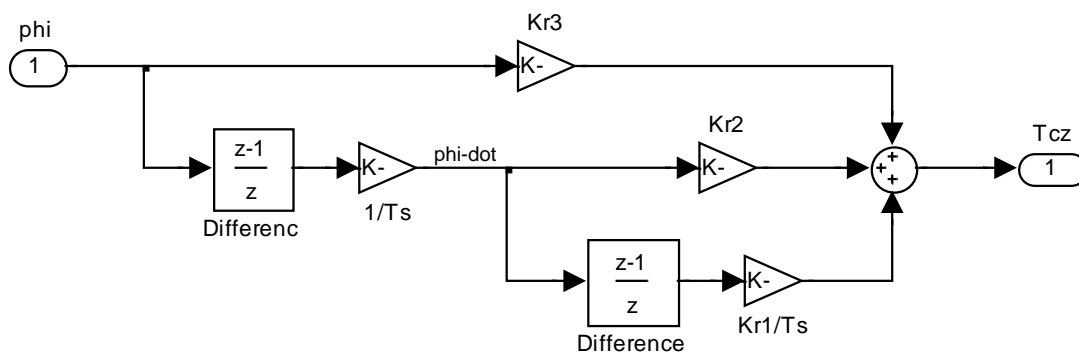 phi
1
Kr3
K-
z-1
z
Differenc
K-
1/Ts
phi-dot
Kr2
K-
z-1
z
Difference
K-
Kr1/Ts
+
+
+
Tcz
1